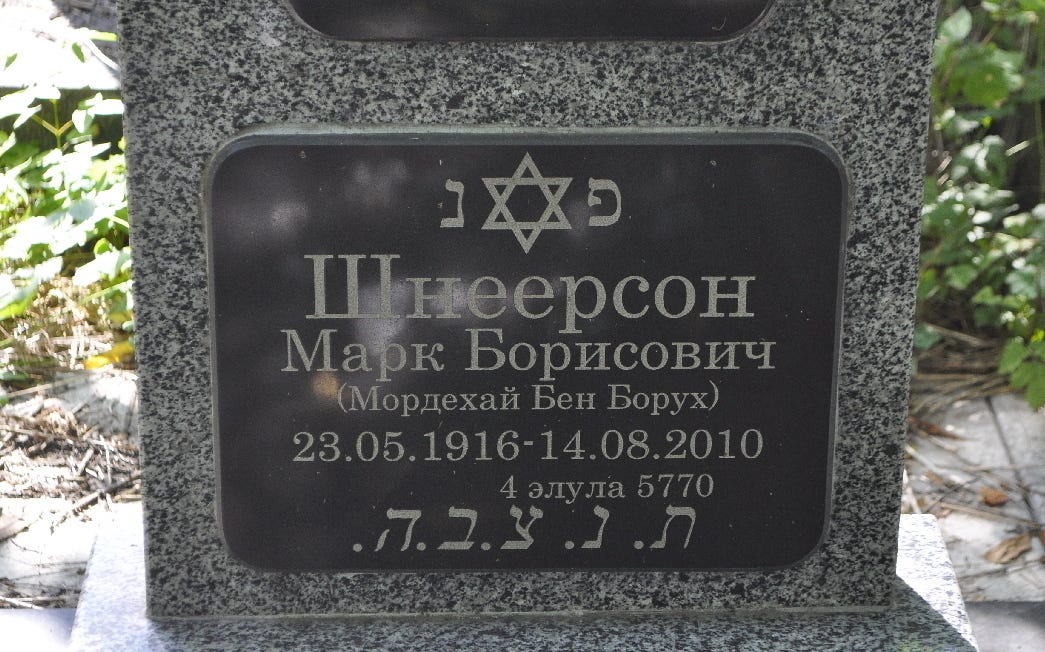 פ נ
Шнеерсон
Марк Борисович
(Мордехай Бен Борух)
23.05.1916-14.08.2010
4 элула 5770
ת. נ. צ.ב.ה.